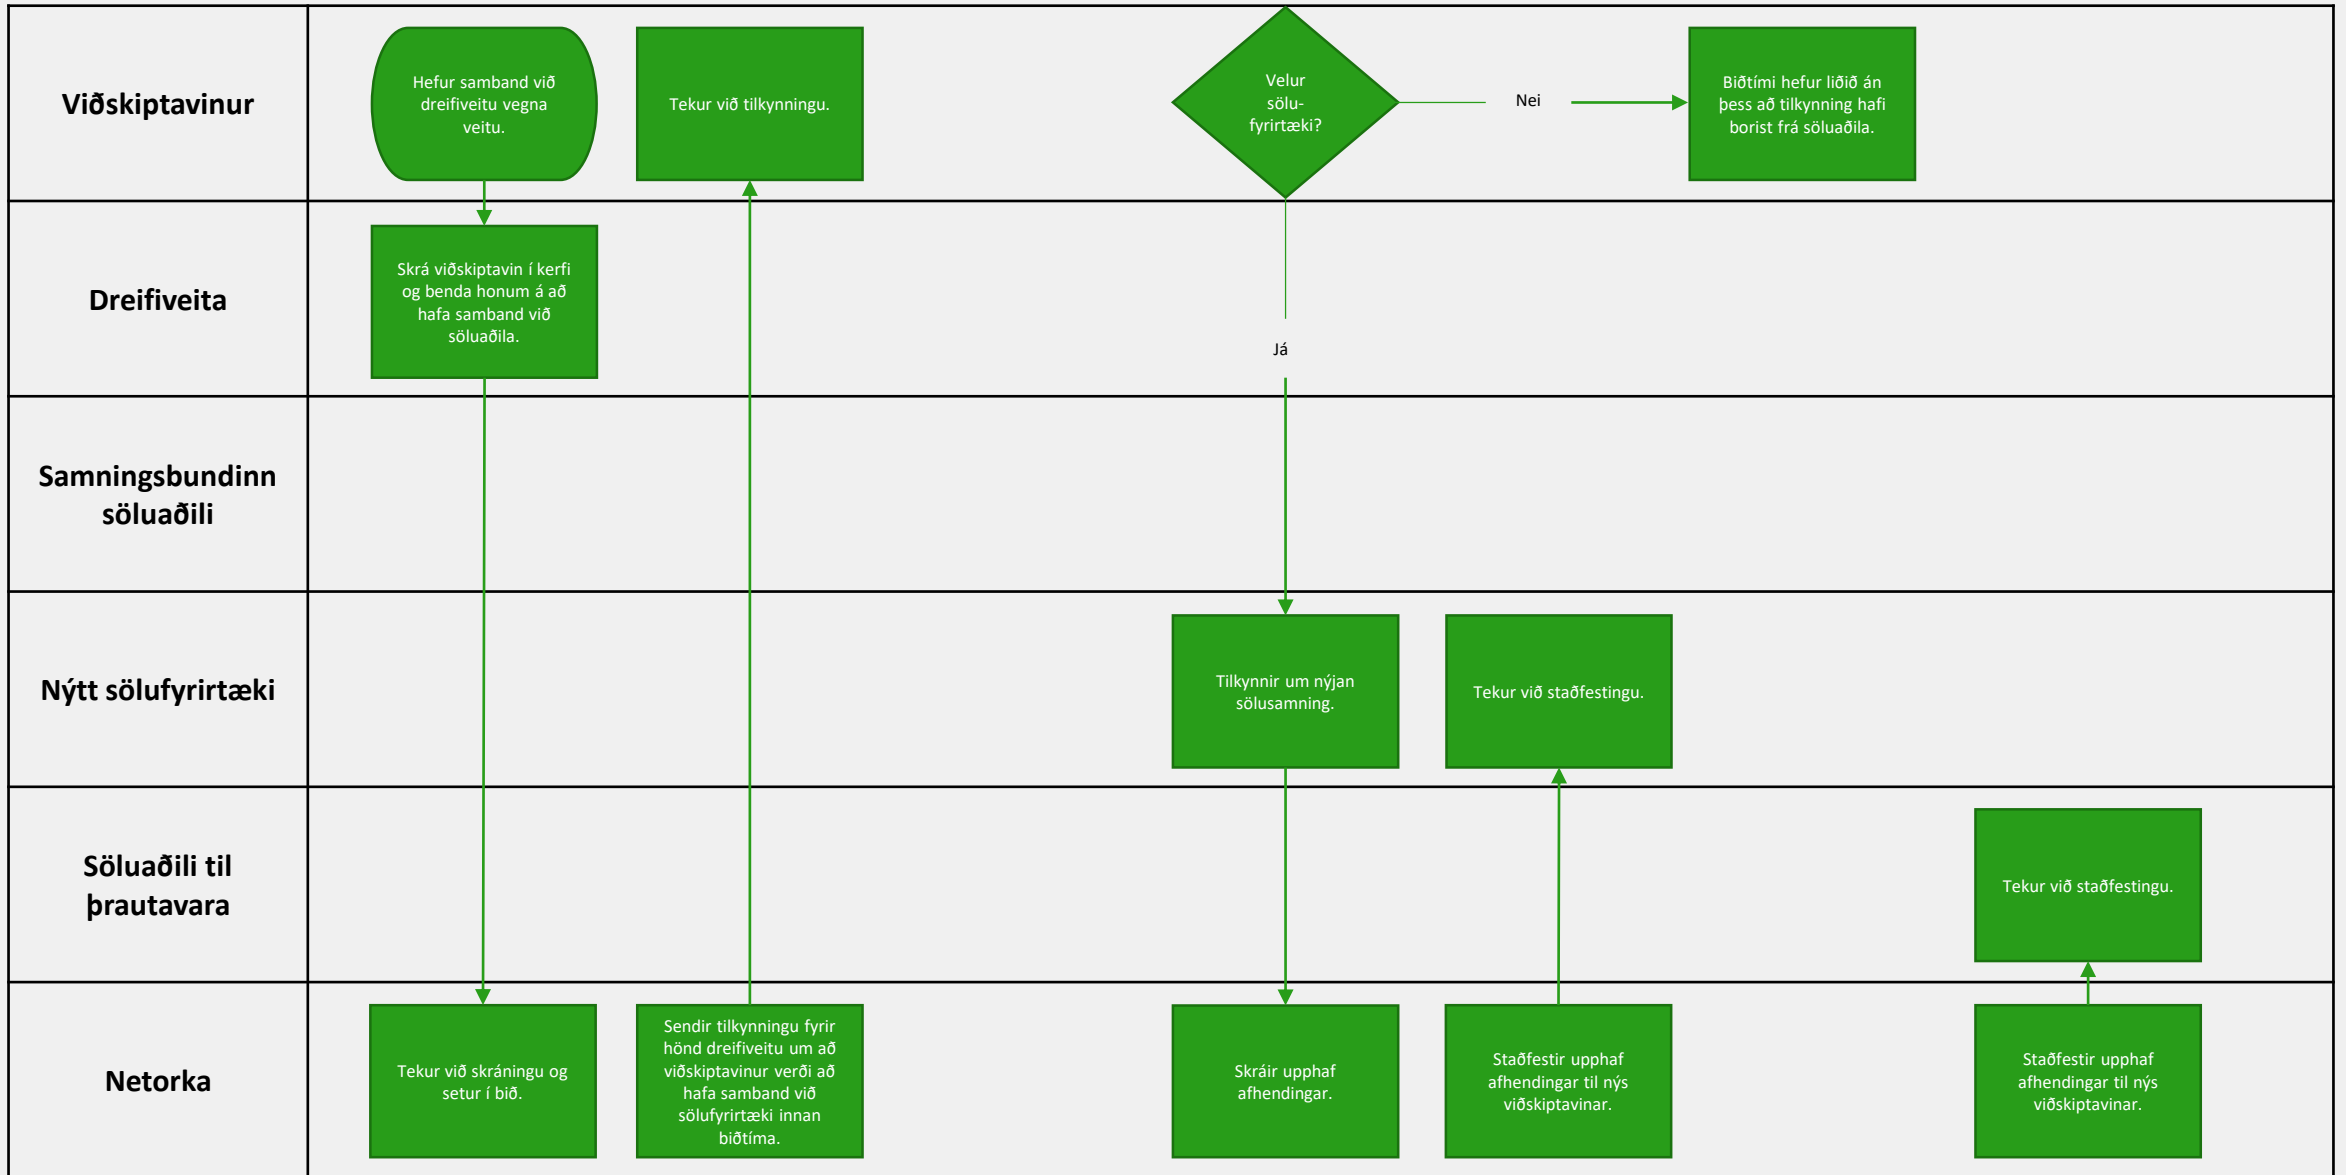 Viðskiptavinur
Hefur samband við
dreifiveitu vegna
veitu.
Tekur við tilkynningu.
Velur
sölu-
fyrirtæki?
Nei
Biðtími hefur liðið án
þess að tilkynning hafi
borist frá söluaðila.
Dreifiveita
Skrá viðskiptavin í kerfi
og benda honum á að
hafa samband við
söluaðila.
Já
Samningsbundinn
söluaðili
Nýtt sölufyrirtæki
Tilkynnir um nýjan
sölusamning.
Tekur við staðfestingu.
Söluaðili til
þrautavara
Tekur við staðfestingu.
Netorka
Tekur við skráningu og
setur í bið.
Sendir tilkynningu fyrir
hönd dreifiveitu um að
viðskiptavinur verði að
hafa samband við
sölufyrirtæki innan
biðtíma.
Skráir upphaf
afhendingar.
Staðfestir upphaf
afhendingar til nýs
viðskiptavinar.
Staðfestir upphaf
afhendingar til nýs
viðskiptavinar.